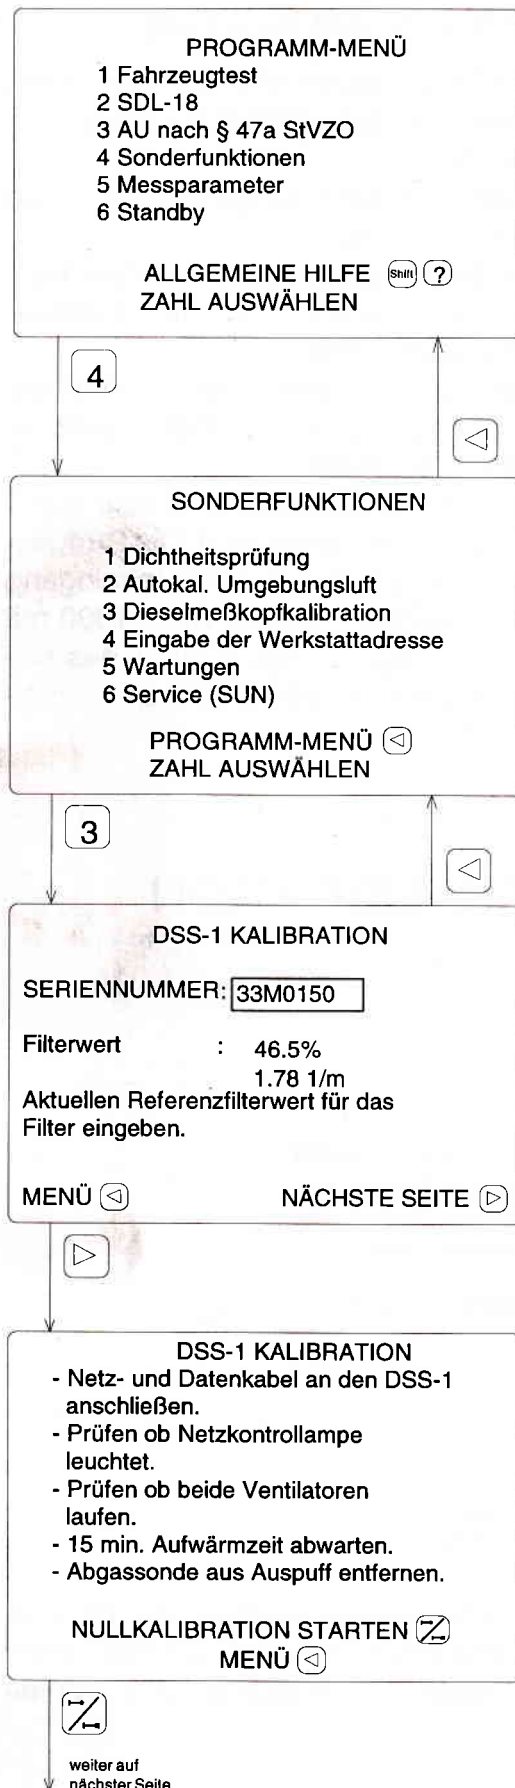 PROGRAMM-MENÜ
1 Fahrzeugtest
2 SDL-18
3 AU nach § 47a StVZO
4 Sonderfunktionen
5 Messparameter
6 Standby
ALLGEMEINE HILFE Shift ?
ZAHL AUSWÄHLEN
4
SONDERFUNKTIONEN
1 Dichtheitsprüfung
2 Autokal. Umgebungsluft
3 Dieselmeßkopfkalibration
4 Eingabe der Werkstattadresse
5 Wartungen
6 Service (SUN)
PROGRAMM-MENÜ
ZAHL AUSWÄHLEN
3
DSS-1 KALIBRATION
SERIENNUMMER: 33M0150
Filterwert : 46.5%
1.78 1/m
Aktuellen Referenzfilterwert für das
Filter eingeben.
MENÜ NÄCHSTE SEITE
DSS-1 KALIBRATION
- Netz- und Datenkabel an den DSS-1
anschließen.
- Prüfen ob Netzkontrollampe
leuchtet.
- Prüfen ob beide Ventilatoren
laufen.
- 15 min. Aufwärmzeit abwarten.
- Abgassonde aus Auspuff entfernen.
NULLKALIBRATION STARTEN
MENÜ
weiter auf
nächster Seite